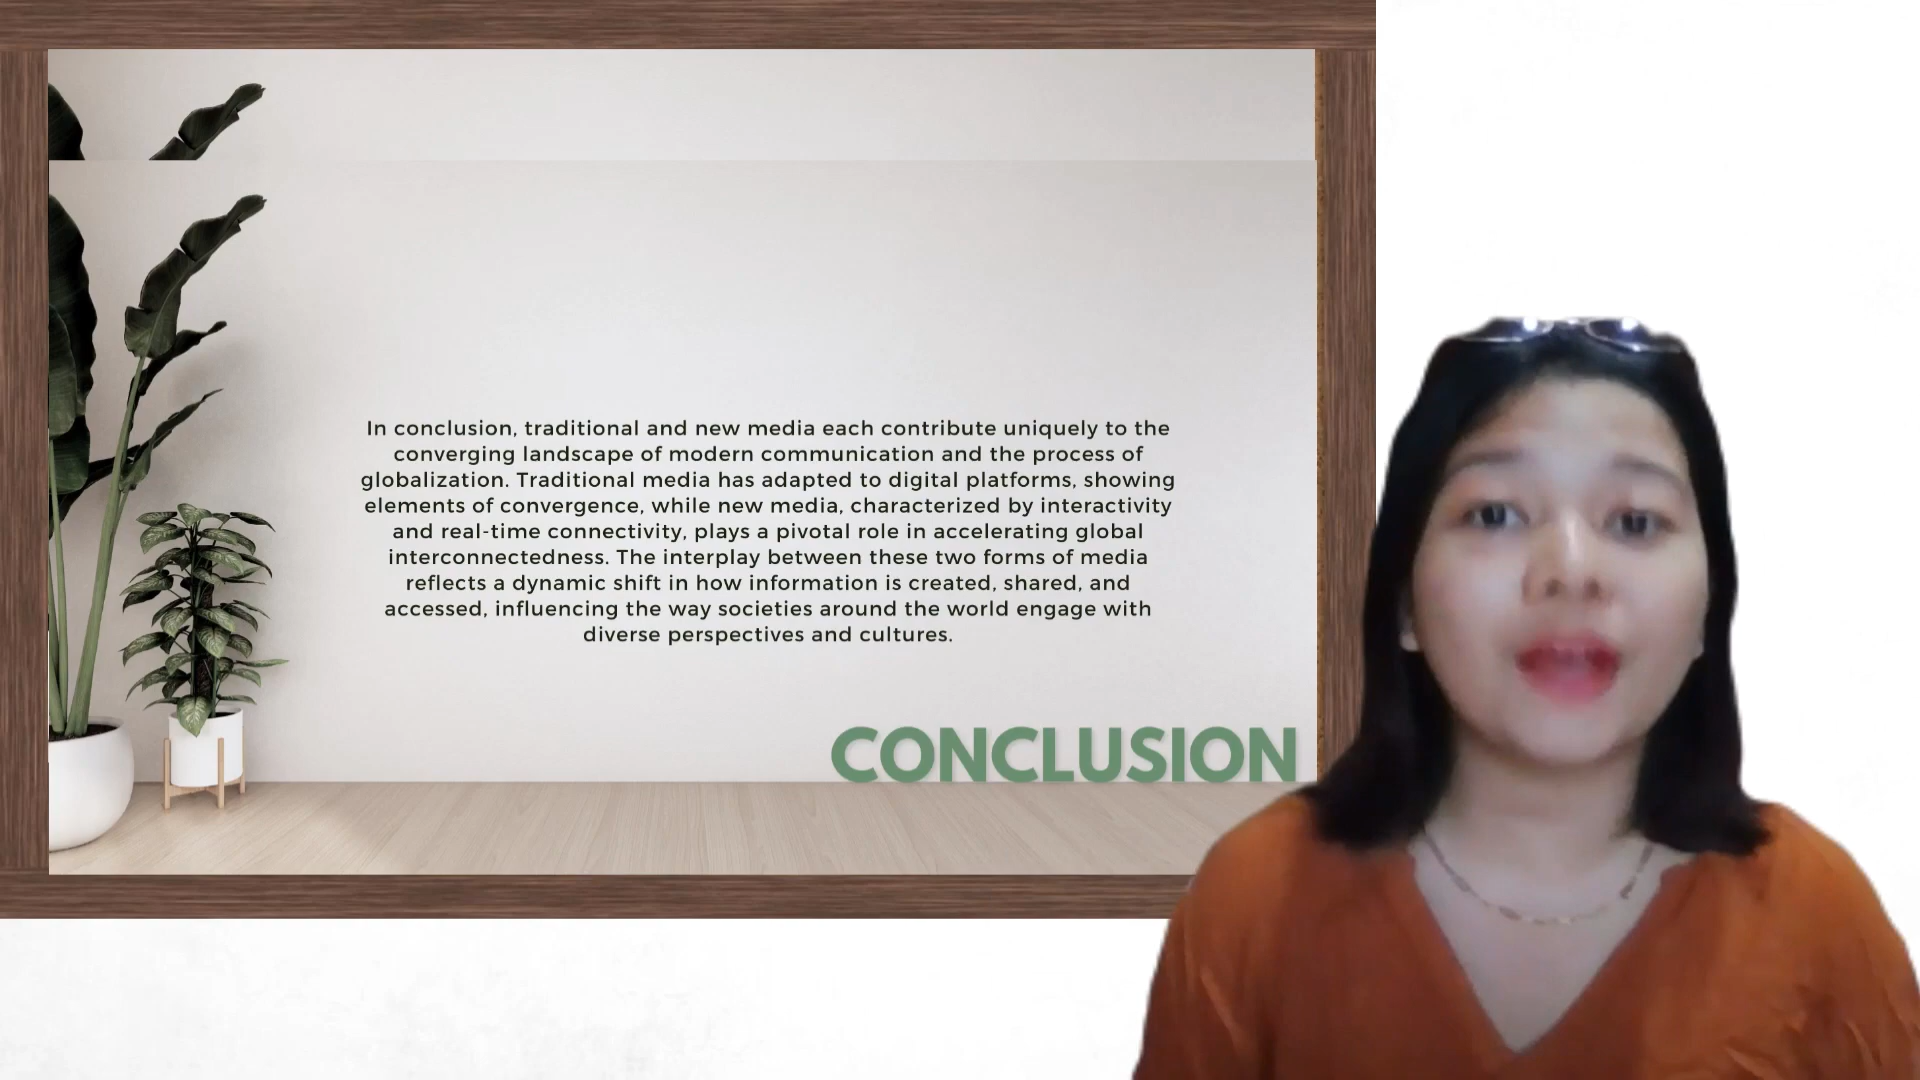 In conclusion, traditional and new media each contribute uniquely to the
converging landscape of modern communication and the process of
globalization. Traditional media has adapted to digital platforms, showing
elements of convergence, while new media, characterized by interactivity
and real-time connectivity, plays a pivotal role in accelerating global
interconnectedness. The interplay between these two forms of media
reflects a dynamic shift in how information is created, shared, and
accessed, influencing the way societies around the world engage with
diverse perspectives and cultures.
CONCLUSION